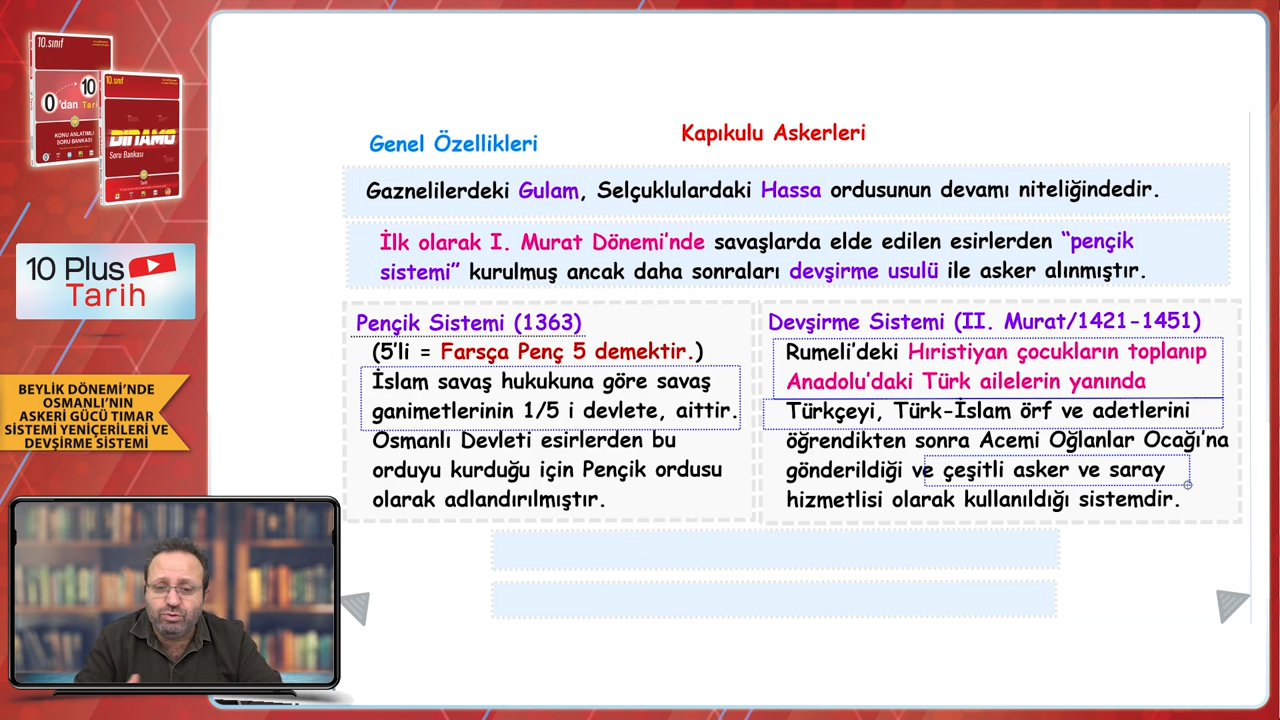 10.sınıf
0'dan 10
Tarih
KONU ANLATIMLI
SORU BANKASI
10.sınıf
DİNAMO
Soru Bankası
Tarih
10 Plus
Tarih
BEYLİK DÖNEMİ'NDE
OSMANLI'NIN
ASKERİ GÜCÜ TIMAR
SİSTEMİ YENİÇERİLERİ VE
DEVŞİRME SİSTEMİ
Genel Özellikleri
Kapıkulu Askerleri
Gaznelilerdeki Gulam, Selçuklulardaki Hassa ordusunun devamı niteliğindedir.
İlk olarak I. Murat Dönemi'nde savaşlarda elde edilen esirlerden “pençik
sistemi” kurulmuş ancak daha sonraları devşirme usulü ile asker alınmıştır.
Pençik Sistemi (1363)
(5'li = Farsça Penç 5 demektir.)
İslam savaş hukukuna göre savaş
ganimetlerinin 1/5 i devlete, aittir.
Osmanlı Devleti esirlerden bu
orduyu kurduğu için Pençik ordusu
olarak adlandırılmıştır.
Devşirme Sistemi (II. Murat/1421-1451)
Rumeli'deki Hıristiyan çocukların toplanıp
Anadolu'daki Türk ailelerin yanında
Türkçeyi, Türk-İslam örf ve adetlerini
öğrendikten sonra Acemi Oğlanlar Ocağı'na
gönderildiği ve çeşitli asker ve saray
hizmetlisi olarak kullanıldığı sistemdir.